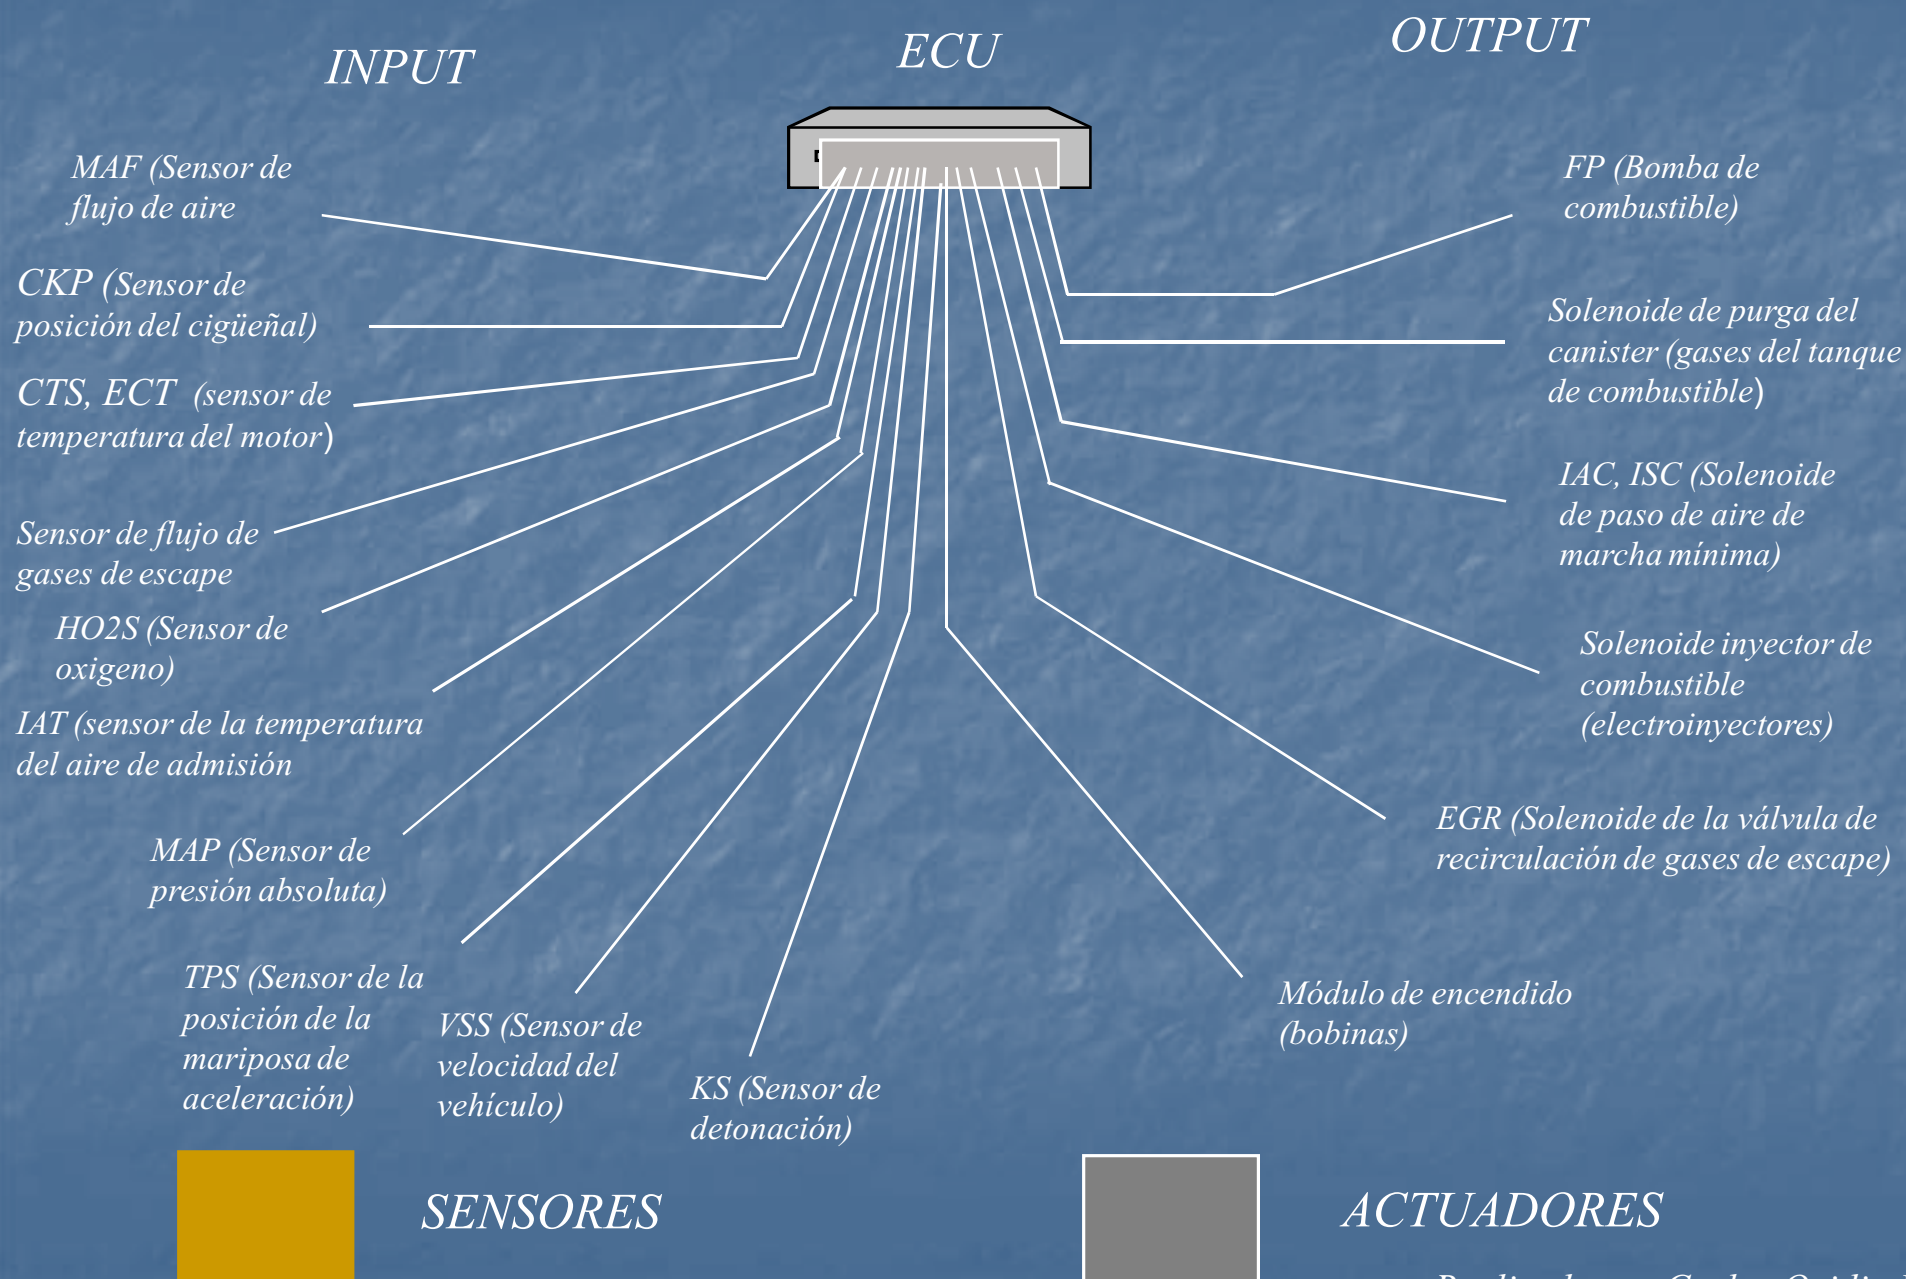 INPUT
ECU
OUTPUT
MAF (Sensor de
flujo de aire
CKP (Sensor de
posición del cigüeñal)
CTS, ECT (sensor de
temperatura del motor)
Sensor de flujo de
gases de escape
HO2S (Sensor de
oxigeno)
IAT (sensor de la temperatura
del aire de admisión
MAP (Sensor de
presión absoluta)
TPS (Sensor de la
posición de la
mariposa de
aceleración)
VSS (Sensor de
velocidad del
vehículo)
KS (Sensor de
detonación)
FP (Bomba de
combustible)
Solenoide de purga del
canister (gases del tanque
de combustible)
IAC, ISC (Solenoide
de paso de aire de
marcha mínima)
Solenoide inyector de
combustible
(electroinyectores)
EGR (Solenoide de la válvula de
recirculación de gases de escape)
Módulo de encendido
(bobinas)
SENSORES
ACTUADORES